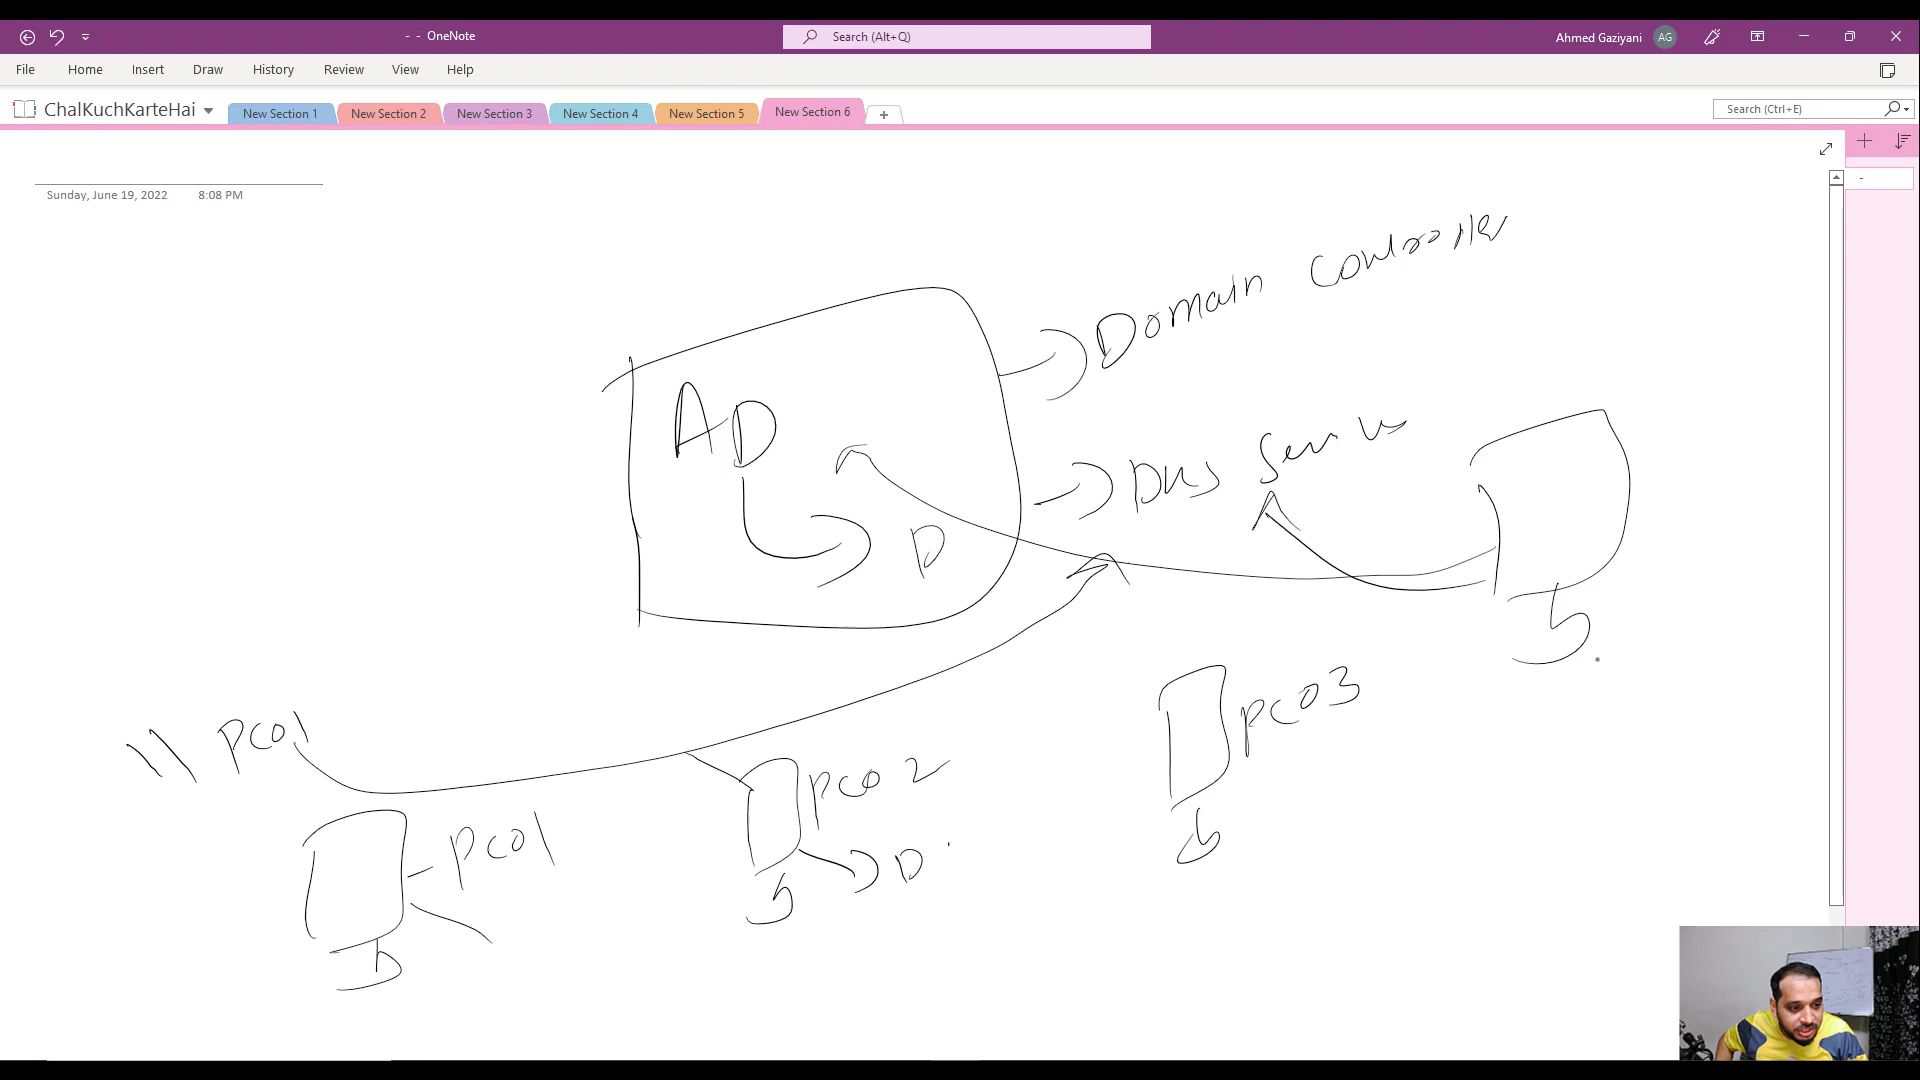 - - OneNote
Search (Alt+Q)
Ahmed Gaziyani
AG
File Home Insert Draw History Review View Help
ChalKuchKarteHai
New Section 1
New Section 2
New Section 3
New Section 4
New Section 5
New Section 6
Search (Ctrl+E)
-
Sunday, June 19, 2022 8:08 PM
Domain Controller
AD
DNS
D
\\ PC01
PC02
PC03
PC01
D